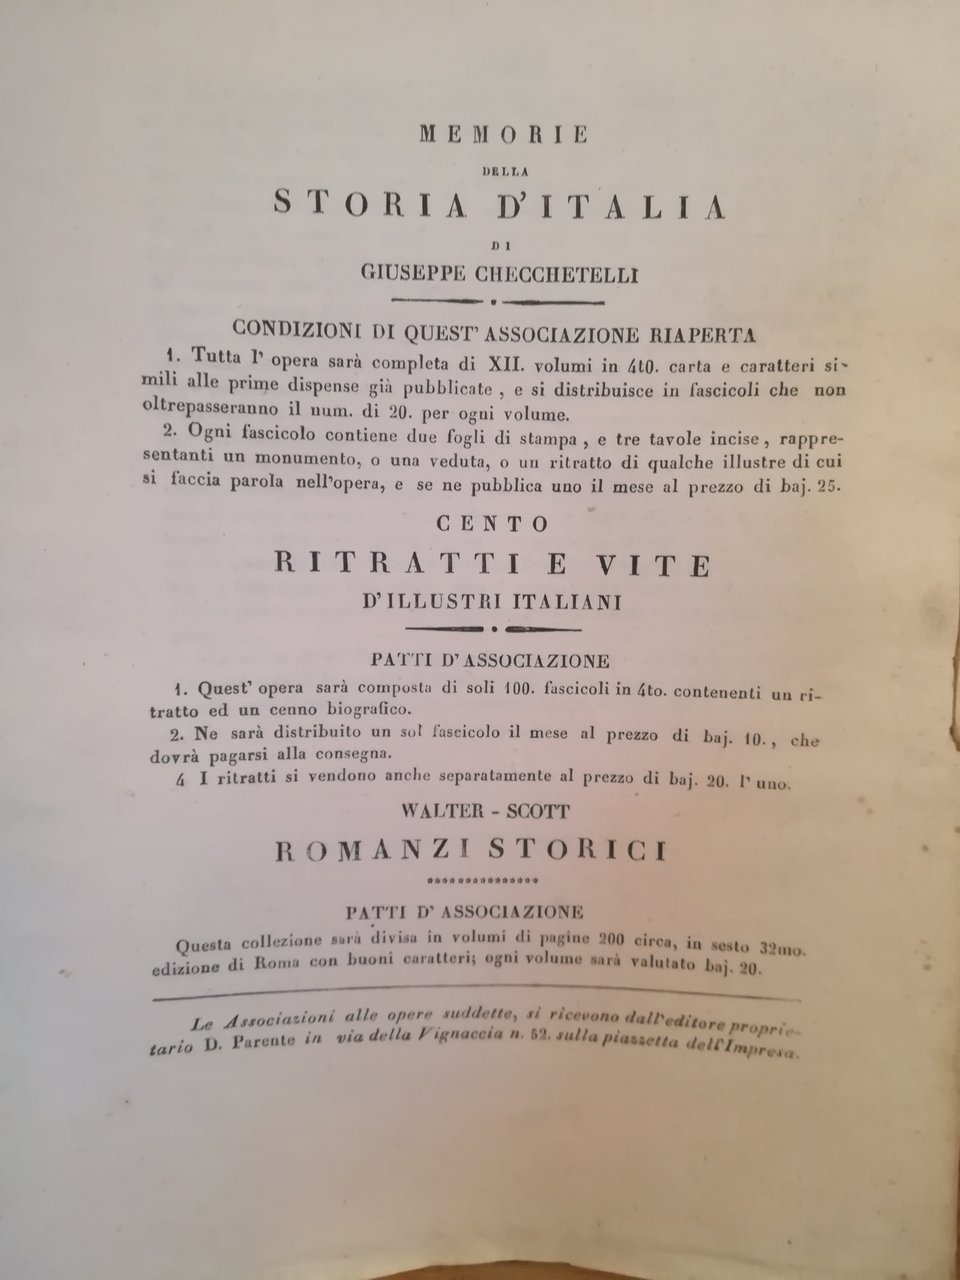 MEMORIE
DELLA
STORIA D'ITALIA
DI
GIUSEPPE CHECCHETELLI
CONDIZIONI DI QUEST' ASSOCIAZIONE RIAPERTA
1. Tutta l' opera sarà completa di XII. volumi in 4to. carta e caratteri si-
mili alle prime dispense già pubblicate, e si distribuisce in fascicoli che non
oltrepasseranno il num. di 20. per ogni volume.
2. Ogni fascicolo contiene due fogli di stampa, e tre tavole incise, rappre-
sentanti un monumento, o una veduta, o un ritratto di qualche illustre di cui
si faccia parola nell'opera, e se ne pubblica uno il mese al prezzo di baj. 25.
CENTO
RITRATTI E VITE
D'ILLUSTRI ITALIANI
PATTI D' ASSOCIAZIONE
1. Quest' opera sarà composta di soli 100. fascicoli in 4to. contenenti un ri-
tratto ed un cenno biografico.
2. Ne sarà distribuito un sol fascicolo il mese al prezzo di baj. 10., che
dovrà pagarsi alla consegna.
4 I ritratti si vendono anche separatamente al prezzo di baj. 20. l' uno.
WALTER - SCOTT
ROMANZI STORICI
***************
PATTI D' ASSOCIAZIONE
Questa collezione sarà divisa in volumi di pagine 200 circa, in sesto 32mo.
edizione di Roma con buoni caratteri; ogni volume sarà valutato baj. 20.
Le Associazioni alle opere suddette, si ricevono dall'editore proprie-
tario D. Parente in via della Vignaccia n. 52. sulla piazzetta dell'Impresa.